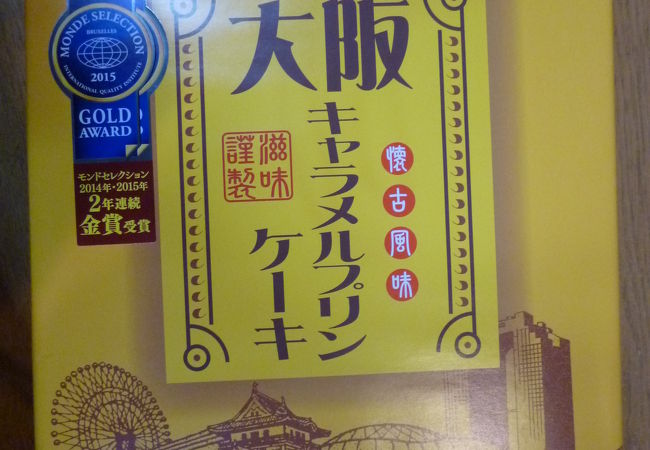 MONDE SELECTION
BRUXELLES
2015
INTERNATIONAL QUALITY INSTITUTE
GOLD
AWARD
モンドセレクション
2014年・2015年
2年連続
金賞受賞
大阪
キャラメルプリン
ケーキ
懐古風味
滋味
謹製